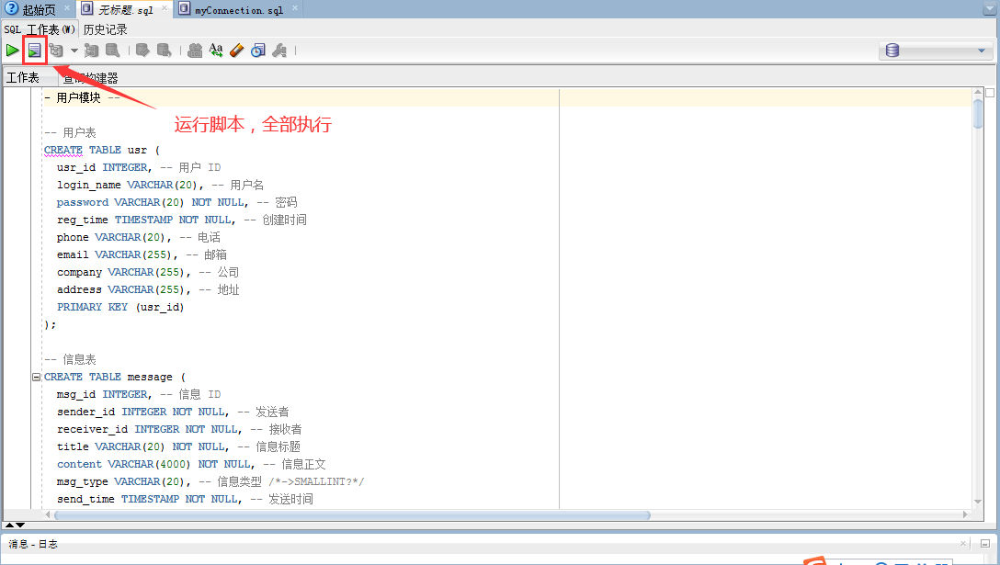 起始页 无标题.sql myConnection.sql
SQL 工作表(W) 历史记录
工作表 查询构建器
- 用户模块 --
运行脚本，全部执行
-- 用户表
CREATE TABLE usr (
usr_id INTEGER, -- 用户 ID
login_name VARCHAR(20), -- 用户名
password VARCHAR(20) NOT NULL, -- 密码
reg_time TIMESTAMP NOT NULL, -- 创建时间
phone VARCHAR(20), -- 电话
email VARCHAR(255), -- 邮箱
company VARCHAR(255), -- 公司
address VARCHAR(255), -- 地址
PRIMARY KEY (usr_id)
);
-- 信息表
CREATE TABLE message (
msg_id INTEGER, -- 信息 ID
sender_id INTEGER NOT NULL, -- 发送者
receiver_id INTEGER NOT NULL, -- 接收者
title VARCHAR(20) NOT NULL, -- 信息标题
content VARCHAR(4000) NOT NULL, -- 信息正文
msg_type VARCHAR(20), -- 信息类型 /*->SMALLINT?*/
send_time TIMESTAMP NOT NULL, -- 发送时间
消息 - 日志